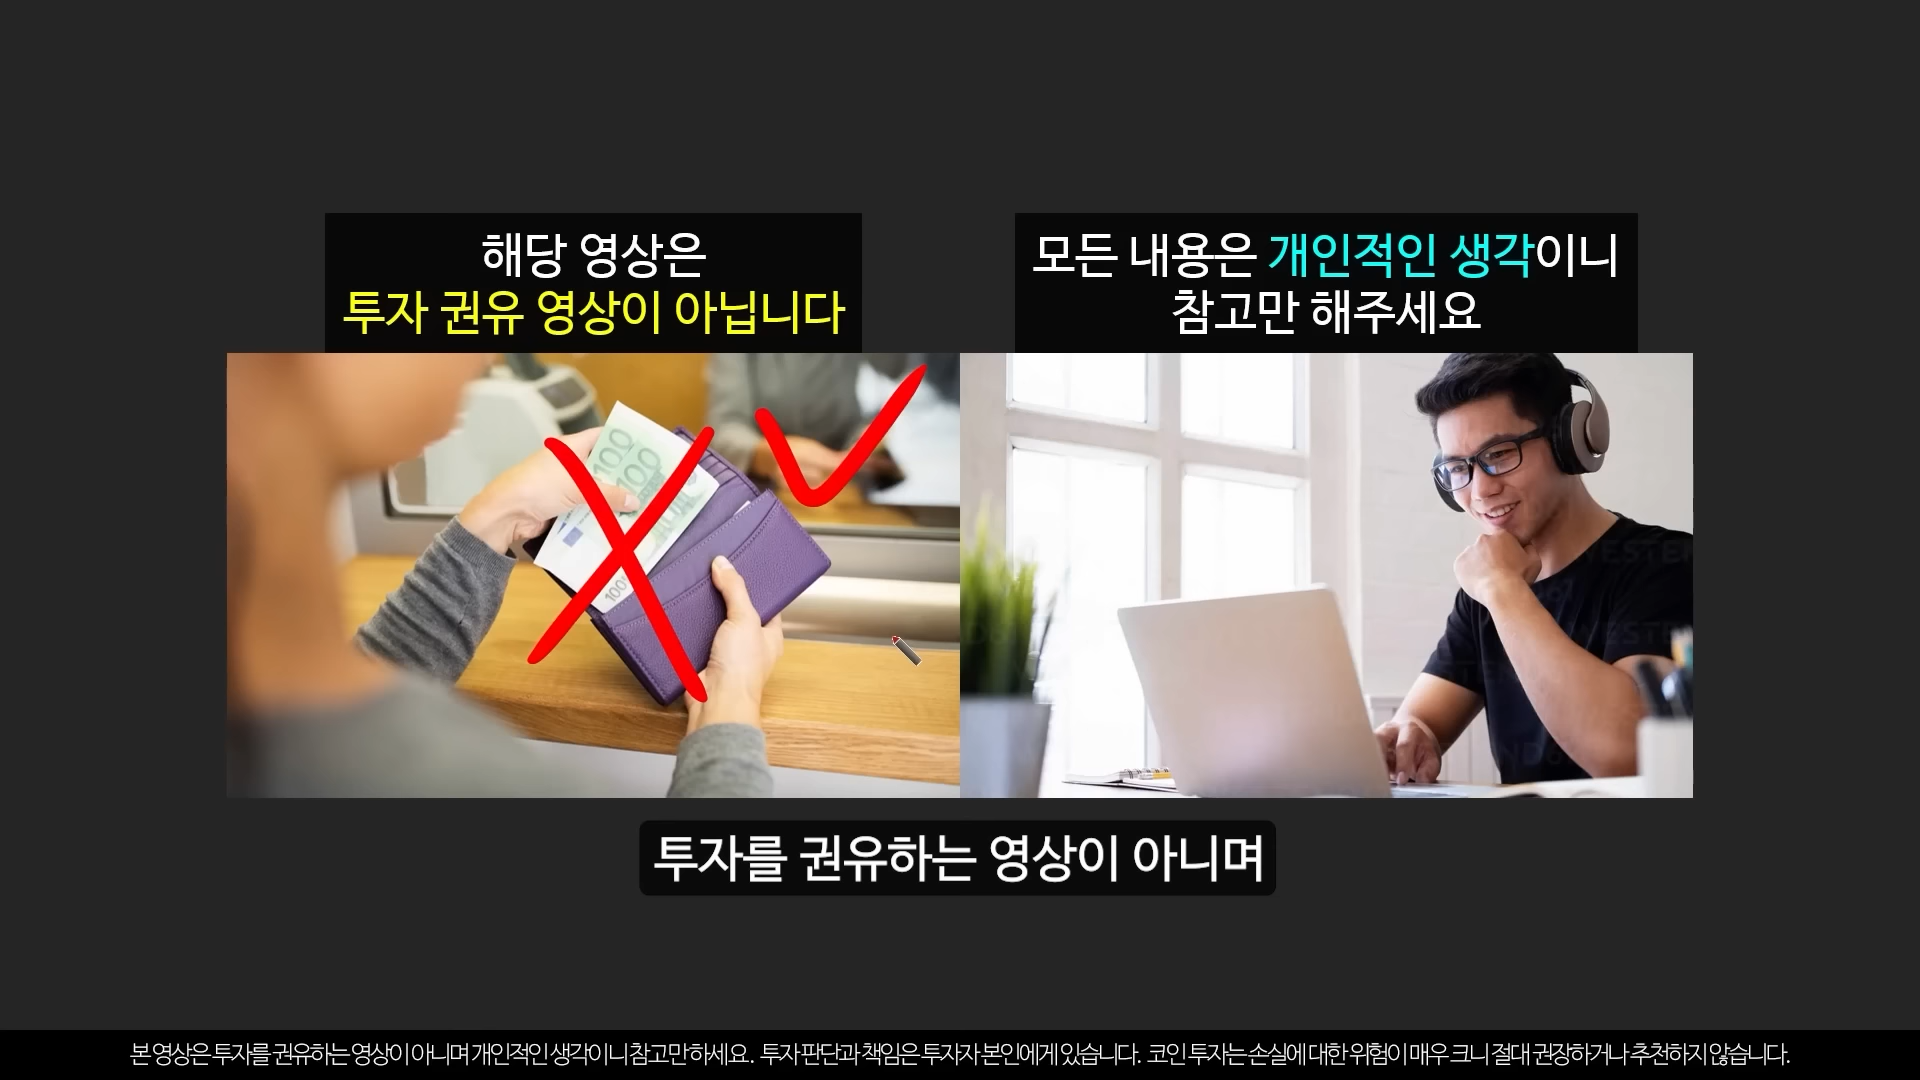 해당 영상은
투자 권유 영상이 아닙니다
모든 내용은 개인적인 생각이니
참고만 해주세요
100
100
100
투자를 권유하는 영상이 아니며
본 영상은 투자를 권유하는 영상이 아니며 개인적인 생각이니 참고만 하세요. 투자 판단과 책임은 투자자 본인에게 있습니다. 코인 투자는 손실에 대한 위험이 매우 크니 절대 권장하거나 추천하지 않습니다.